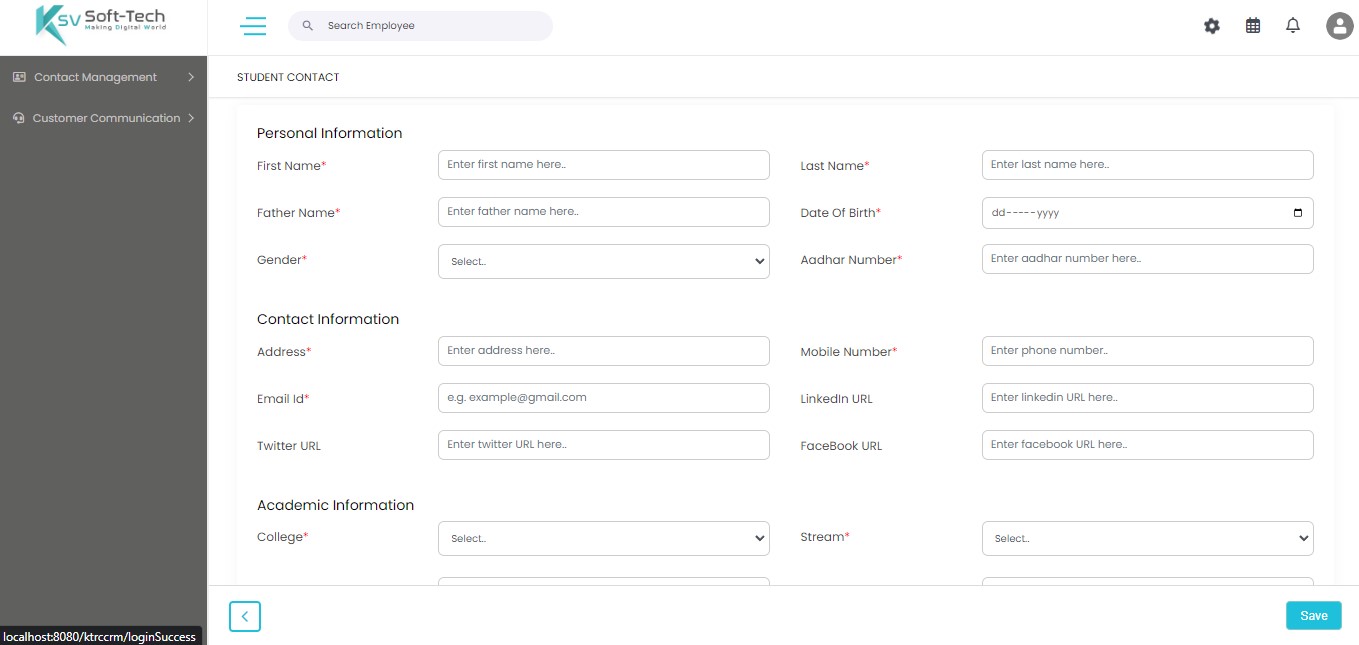 Ksv Soft-Tech
Making Digital World
Search Employee
Contact Management
Customer Communication
STUDENT CONTACT
Personal Information
First Name* Enter first name here.. Last Name* Enter last name here..
Father Name* Enter father name here.. Date Of Birth* dd-----yyyy
Gender* Select.. Aadhar Number* Enter aadhar number here..
Contact Information
Address* Enter address here.. Mobile Number* Enter phone number..
Email Id* e.g. example@gmail.com LinkedIn URL Enter linkedin URL here..
Twitter URL Enter twitter URL here.. FaceBook URL Enter facebook URL here..
Academic Information
College* Select.. Stream* Select..
Save
localhost:8080/ktrccrm/loginSuccess